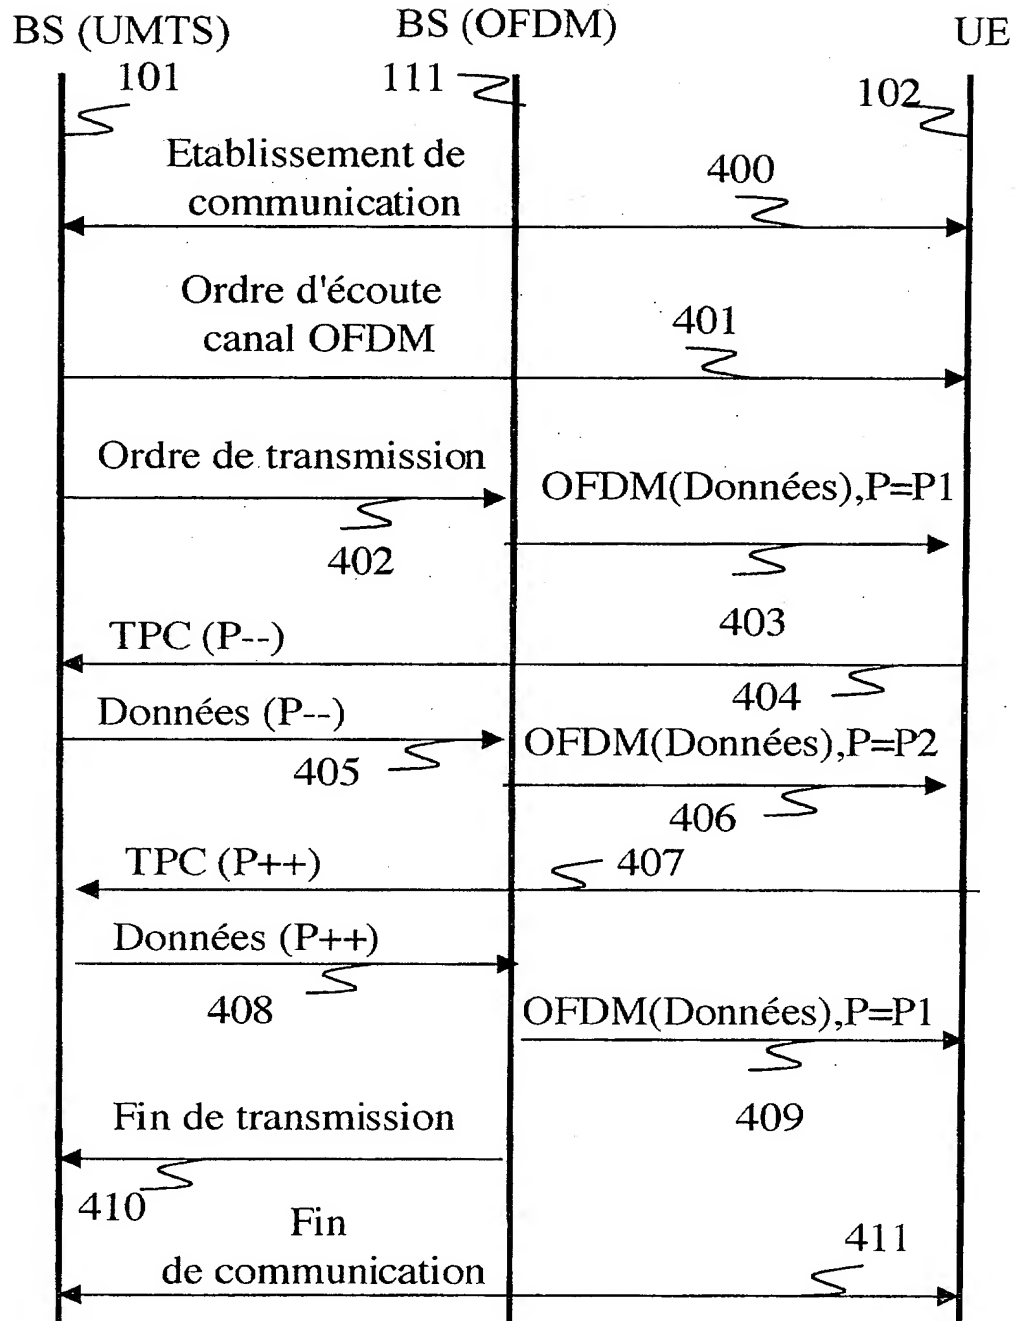 BS (UMTS)
BS (OFDM)
UE
101
111
102
Etablissement de
communication
400
Ordre d'écoute
canal OFDM
401
Ordre de transmission
402
OFDM(Données),P=P1
403
TPC (P--)
404
Données (P--)
405
OFDM(Données),P=P2
406
TPC (P++)
407
Données (P++)
408
OFDM(Données),P=P1
409
Fin de transmission
410
Fin
de communication
411